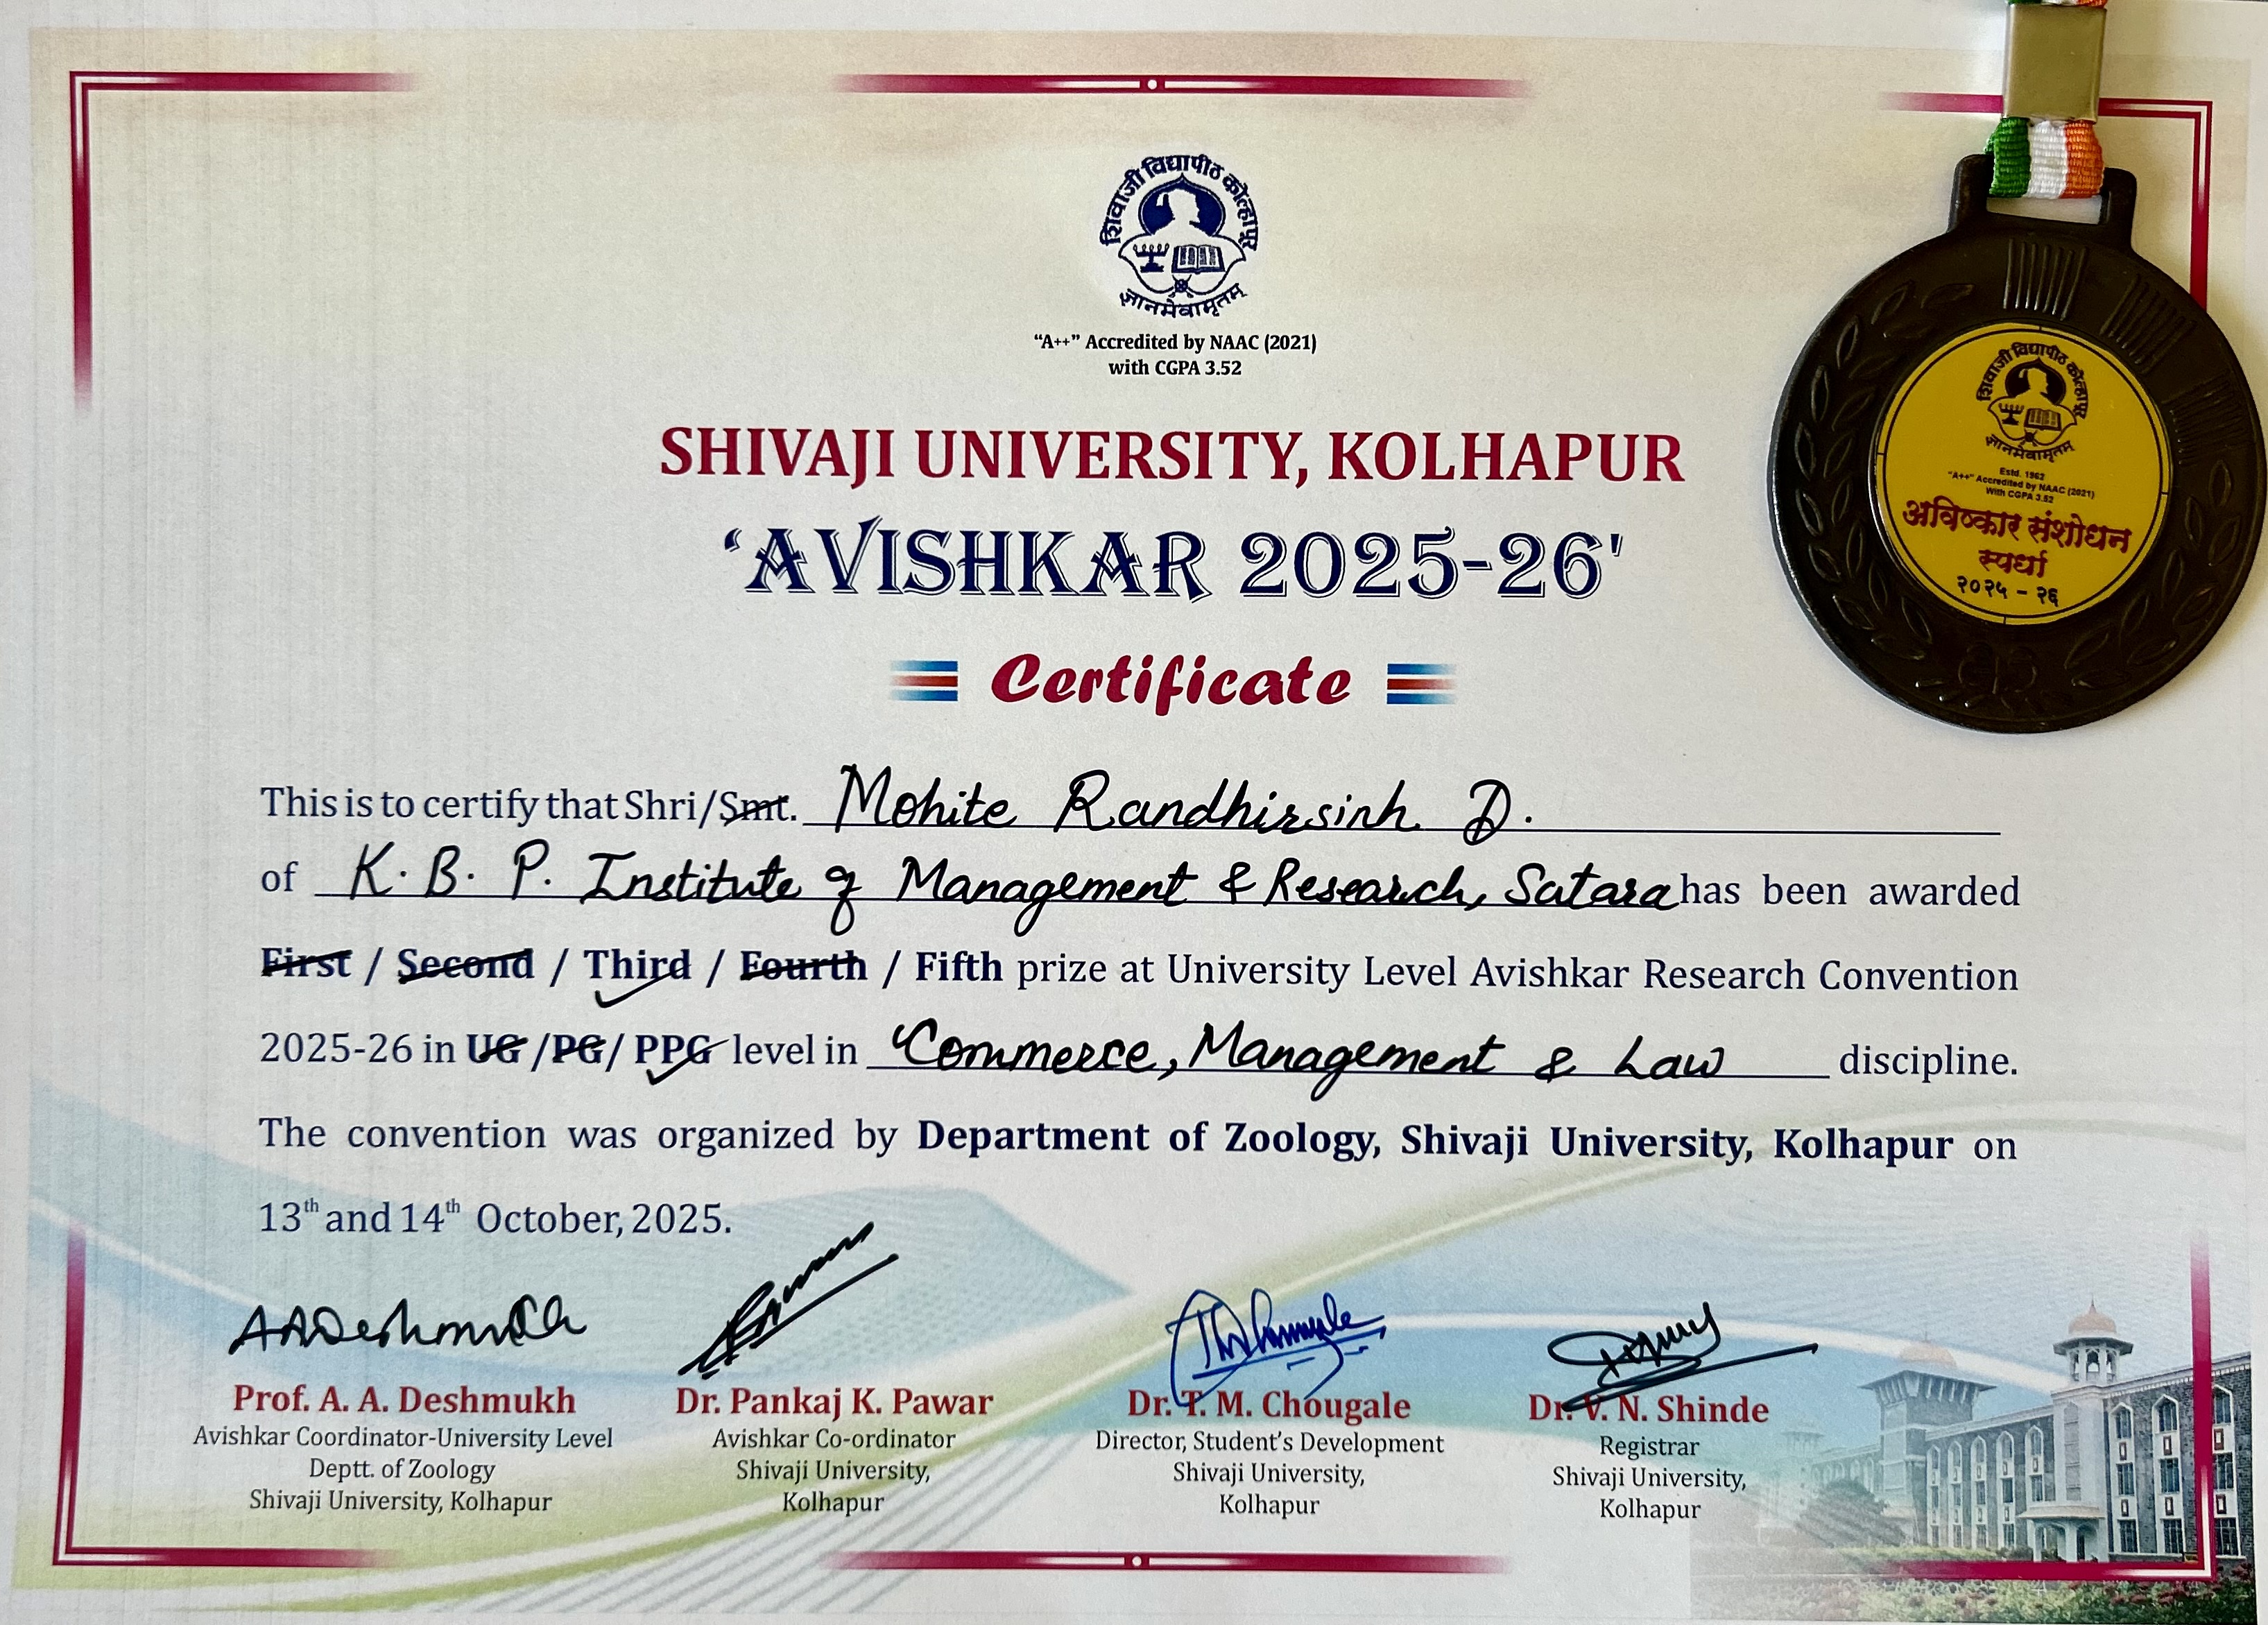 शिवाजी विद्यापीठ कोल्हापूर
ज्ञानमेवामृतम्
"A++" Accredited by NAAC (2021)
with CGPA 3.52
SHIVAJI UNIVERSITY, KOLHAPUR
'AVISHKAR 2025-26'
Certificate
शिवाजी विद्यापीठ कोल्हापूर
ज्ञानमेवामृतम्
Estd. 1962
"A++" Accredited by NAAC (2021)
With CGPA 3.52
अविष्कार संशोधन
स्पर्धा
२०२५ - २६
This is to certify that Shri/Smt. Mohite Randhirsinh D.
of K. B. P. Institute of Management & Research, Satara has been awarded
First / Second / Third / Fourth / Fifth prize at University Level Avishkar Research Convention
2025-26 in UG /PG/ PPG level in Commerce, Management & Law discipline.
The convention was organized by Department of Zoology, Shivaji University, Kolhapur on
13th and 14th October, 2025.
AADeshmukh
Prof. A. A. Deshmukh
Avishkar Coordinator-University Level
Deptt. of Zoology
Shivaji University, Kolhapur
Dr. Pankaj K. Pawar
Avishkar Co-ordinator
Shivaji University,
Kolhapur
Dr. T. M. Chougale
Director, Student's Development
Shivaji University,
Kolhapur
Dr. V. N. Shinde
Registrar
Shivaji University,
Kolhapur